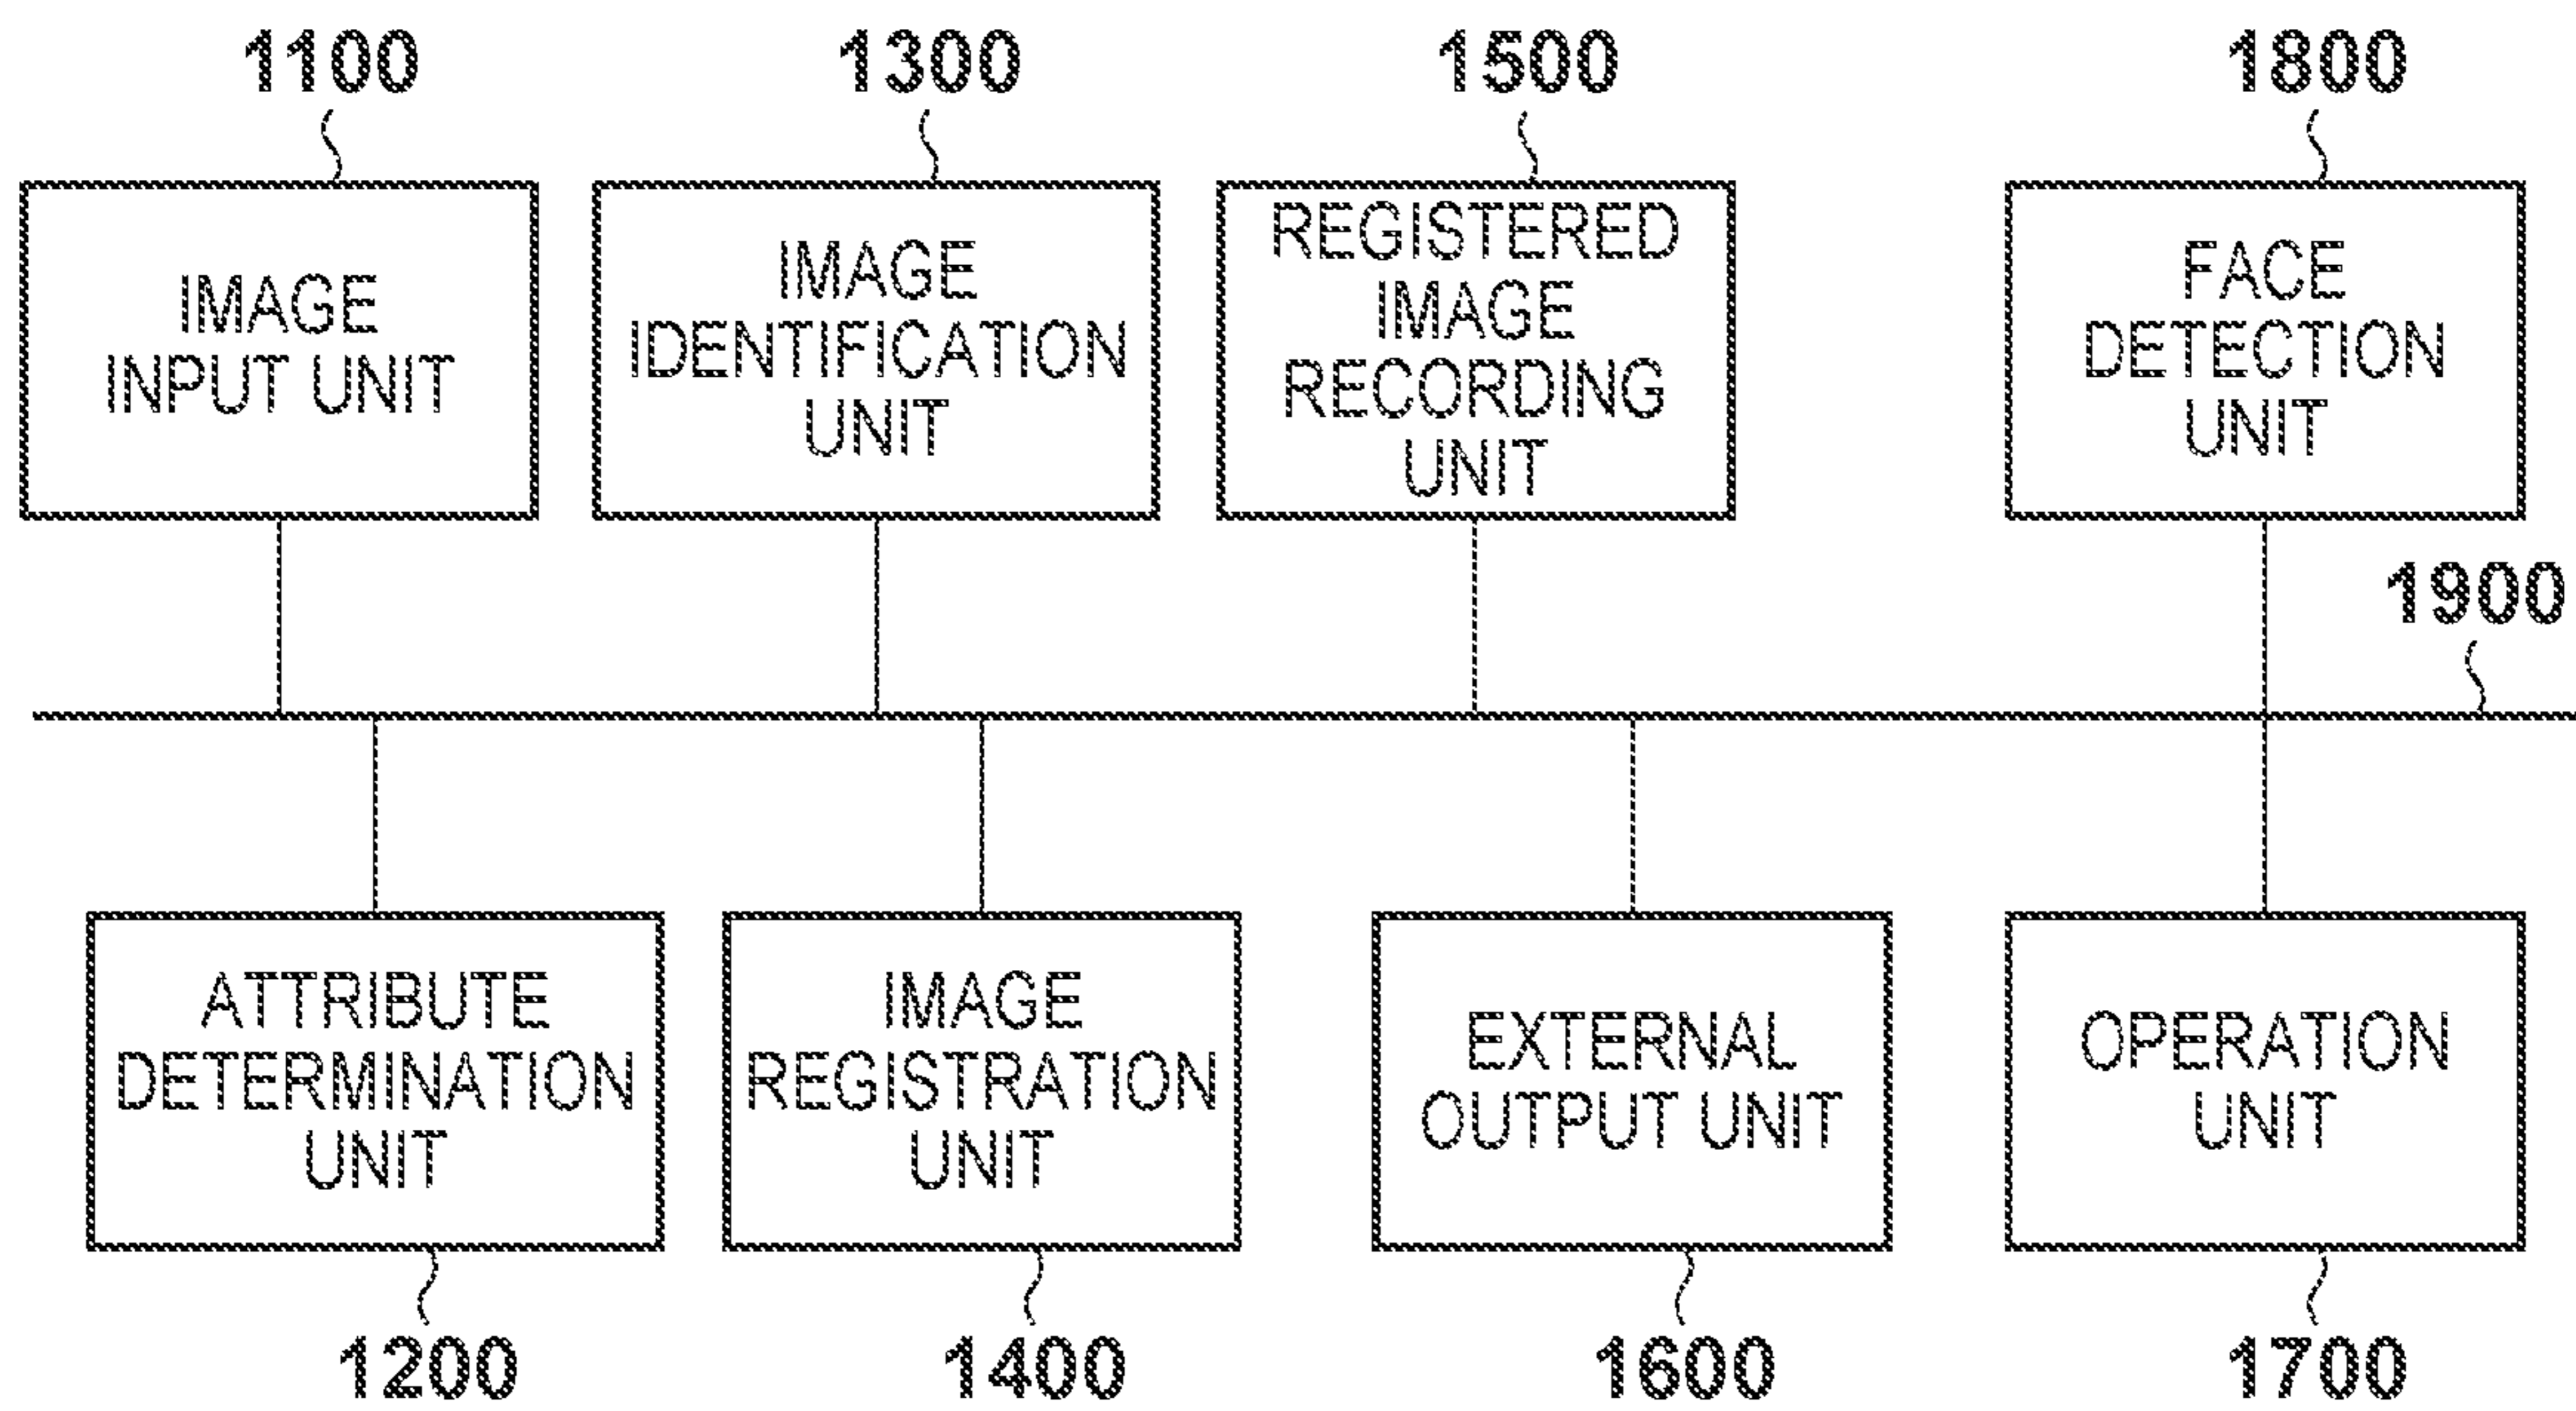 1100
1300
1500
1800
IMAGE
INPUT UNIT
IMAGE
IDENTIFICATION
UNIT
REGISTERED
IMAGE
RECORDING
UNIT
FACE
DETECTION
UNIT
1900
ATTRIBUTE
DETERMINATION
UNIT
IMAGE
REGISTRATION
UNIT
EXTERNAL
OUTPUT UNIT
OPERATION
UNIT
1200
1400
1600
1700